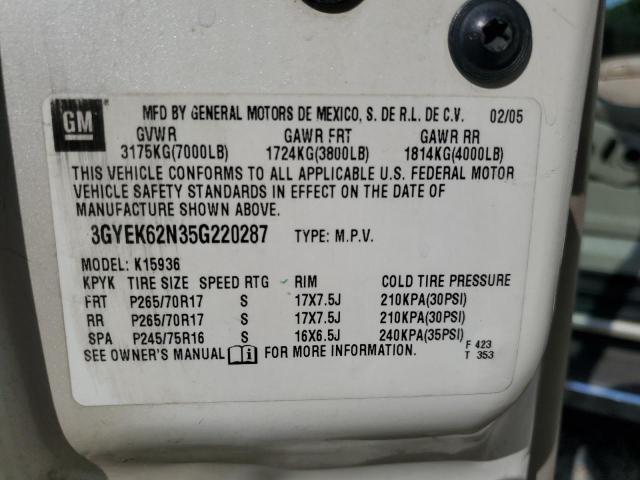 GM
MFD BY GENERAL MOTORS DE MEXICO, S. DE R.L. DE C.V. 02/05
GVWR GAWR FRT GAWR RR
3175KG(7000LB) 1724KG(3800LB) 1814KG(4000LB)
THIS VEHICLE CONFORMS TO ALL APPLICABLE U.S. FEDERAL MOTOR
VEHICLE SAFETY STANDARDS IN EFFECT ON THE DATE OF
MANUFACTURE SHOWN ABOVE.
3GYEK62N35G220287 TYPE: M.P.V.
MODEL: K15936
KPYK TIRE SIZE SPEED RTG RIM COLD TIRE PRESSURE
FRT P265/70R17 S 17X7.5J 210KPA(30PSI)
RR P265/70R17 S 17X7.5J 210KPA(30PSI)
SPA P245/75R16 S 16X6.5J 240KPA(35PSI)
SEE OWNER'S MANUAL FOR MORE INFORMATION. F 423
T 353